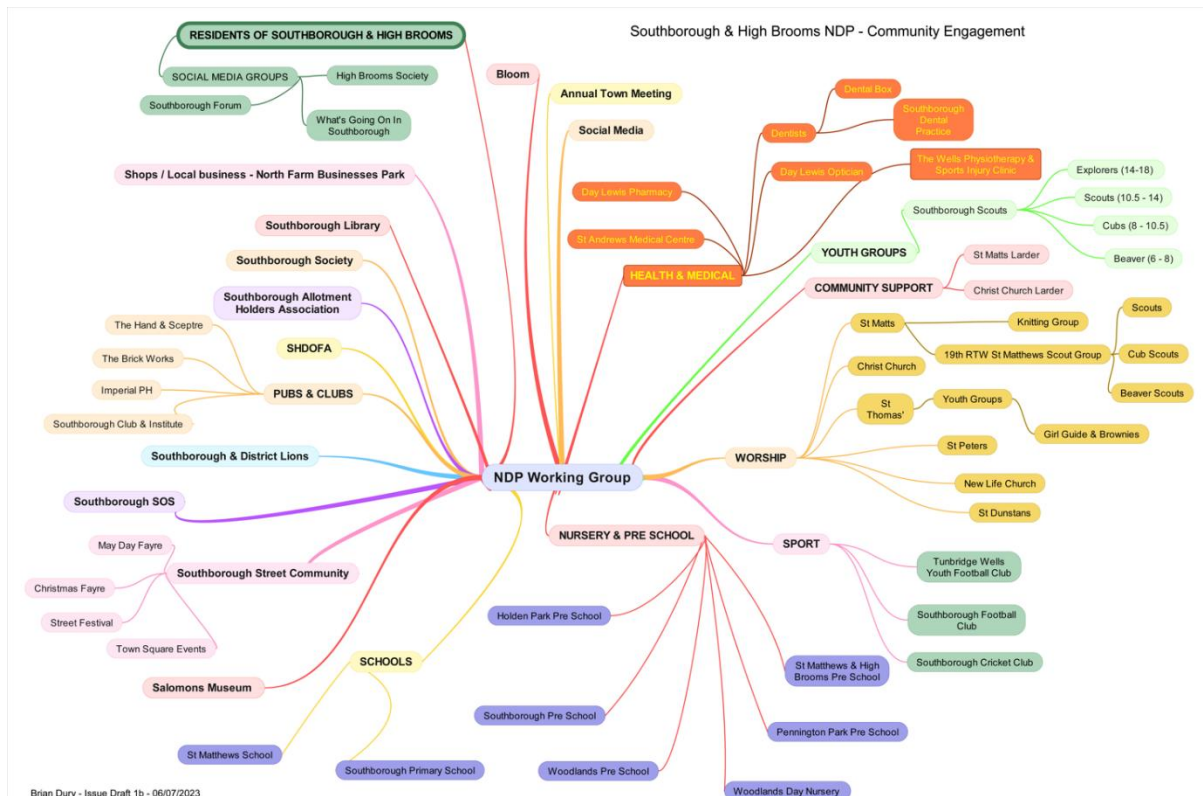 Southborough & High Brooms NDP - Community Engagement
RESIDENTS OF SOUTHBOROUGH & HIGH BROOMS
SOCIAL MEDIA GROUPS
High Brooms Society
Southborough Forum
What's Going On In
Southborough
Shops / Local business - North Farm Businesses Park
Southborough Library
Southborough Society
Southborough Allotment
Holders Association
SHDOFA
The Hand & Sceptre
The Brick Works
Imperial PH
Southborough Club & Institute
PUBS & CLUBS
Southborough & District Lions
Southborough SOS
May Day Fayre
Christmas Fayre
Street Festival
Town Square Events
Southborough Street Community
Salomons Museum
SCHOOLS
St Matthews School
Southborough Primary School
Bloom
Annual Town Meeting
Social Media
NDP Working Group
Dental Box
Southborough
Dental
Practice
Dentists
Day Lewis Optician
The Wells Physiotherapy &
Sports Injury Clinic
Day Lewis Pharmacy
St Andrews Medical Centre
HEALTH & MEDICAL
YOUTH GROUPS
Southborough Scouts
Explorers (14-18)
Scouts (10.5 - 14)
Cubs (8 - 10.5)
Beaver (6 - 8)
COMMUNITY SUPPORT
St Matts Larder
Christ Church Larder
WORSHIP
St Matts
Knitting Group
19th RTW St Matthews Scout Group
Scouts
Cub Scouts
Beaver Scouts
Christ Church
St
Thomas'
Youth Groups
Girl Guide & Brownies
St Peters
New Life Church
St Dunstans
SPORT
Tunbridge Wells
Youth Football Club
Southborough Football
Club
Southborough Cricket Club
NURSERY & PRE SCHOOL
Holden Park Pre School
Southborough Pre School
Woodlands Pre School
Woodlands Day Nursery
Pennington Park Pre School
St Matthews & High
Brooms Pre School
Brian Dury - Issue Draft 1b - 06/07/2023